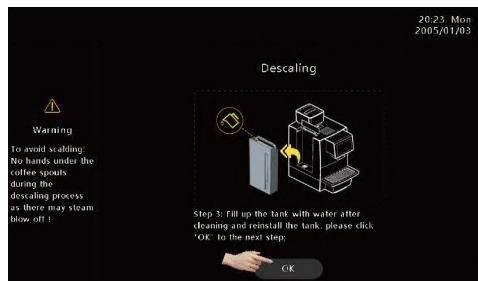 20:23 Mon
2005/01/03
Descaling
Warning
To avoid scalding:
No hands under the
coffee spouts
during the
descaling process
as there may steam
blow off !
Step 3: Fill up the tank with water after
cleaning and reinstall the tank, please click
"OK" to the next step;
OK